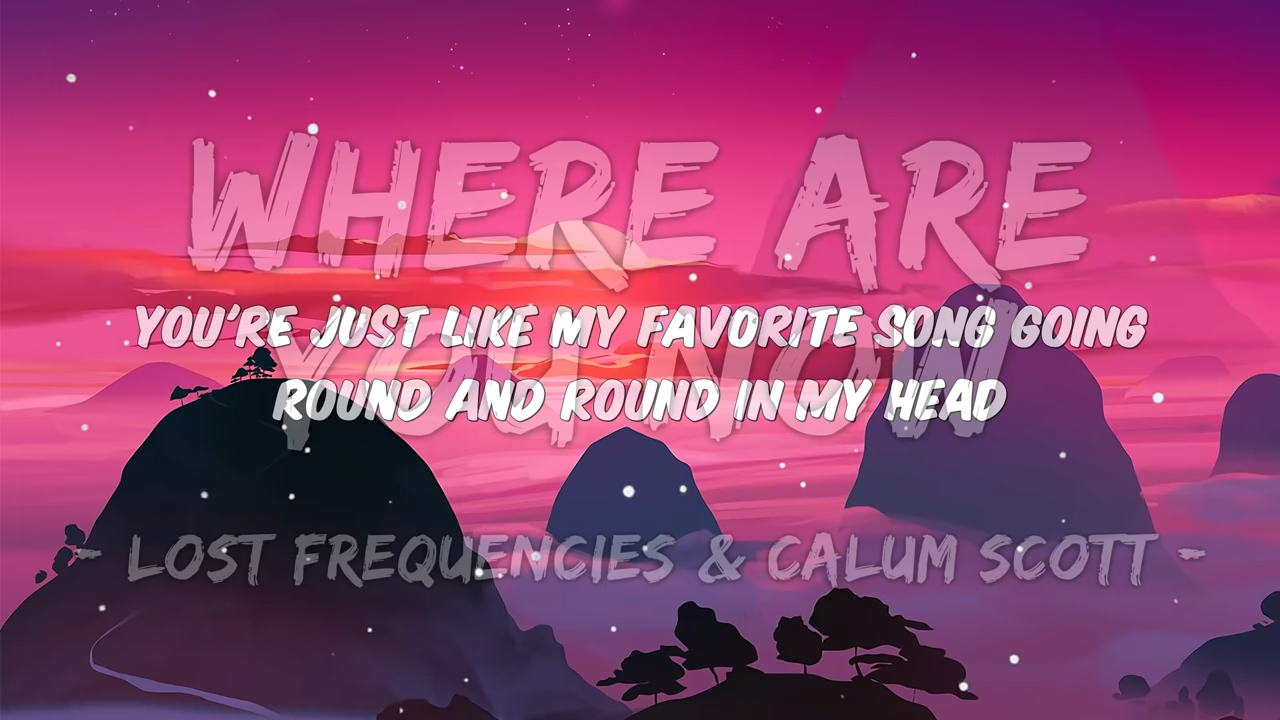 WHERE ARE
YOU'RE JUST LIKE MY FAVORITE SONG GOING
YOU NOW
ROUND AND ROUND IN MY HEAD
- LOST FREQUENCIES & CALUM SCOTT -